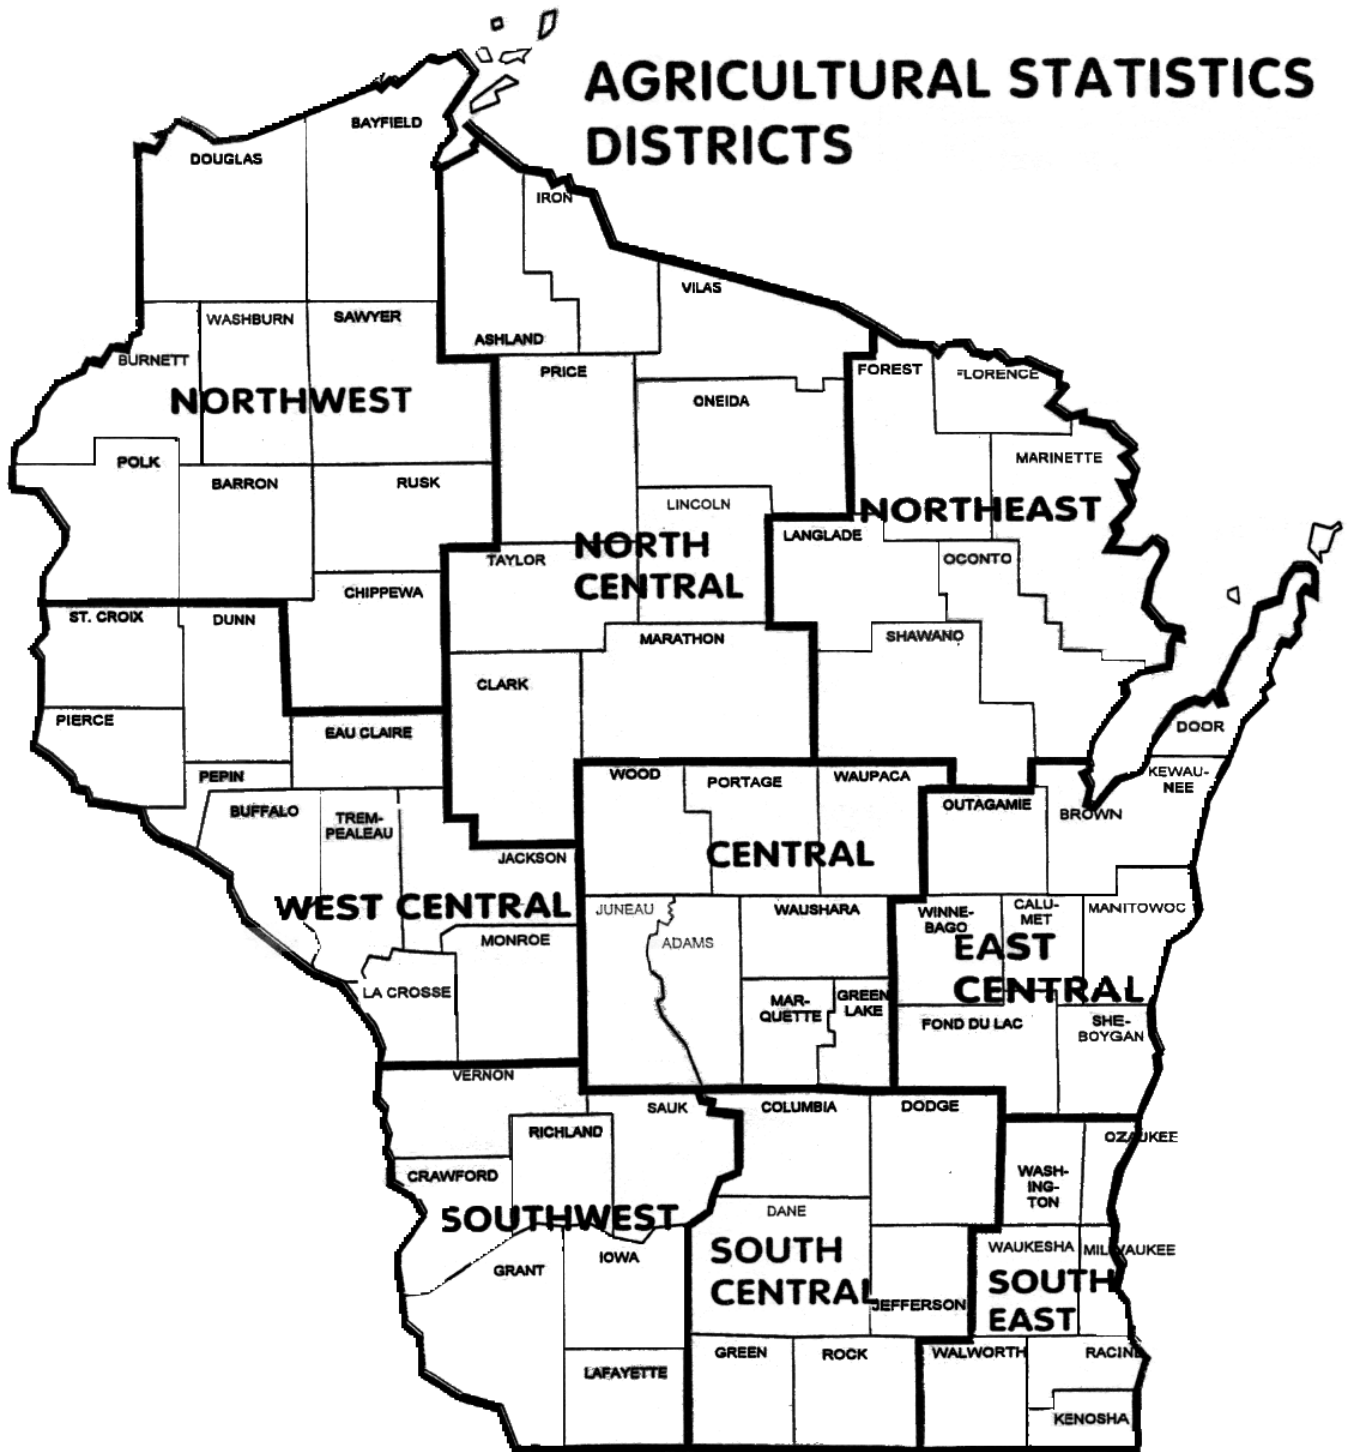 AGRICULTURAL STATISTICS
DISTRICTS
BAYFIELD
DOUGLAS
IRON
VILAS
WASHBURN
SAWYER
ASHLAND
BURNETT
PRICE
FOREST
FLORENCE
NORTHWEST
ONEIDA
POLK
MARINETTE
BARRON
RUSK
LINCOLN
NORTHEAST
LANGLADE
TAYLOR
NORTH
CENTRAL
OCONTO
CHIPPEWA
ST. CROIX
DUNN
MARATHON
SHAWANO
CLARK
PIERCE
EAU CLAIRE
DOOR
PEPIN
WOOD
PORTAGE
WAUPACA
KEWAU-
NEE
BUFFALO
TREM-
PEALEAU
OUTAGAMIE
BROWN
JACKSON
CENTRAL
WEST CENTRAL
JUNEAU
WAUSHARA
WINNE-
BAGO
CALU-
MET
MANITOWOC
MONROE
ADAMS
EAST
CENTRAL
LA CROSSE
MAR-
QUETTE
GREEN
LAKE
FOND DU LAC
SHE-
BOYGAN
VERNON
SAUK
COLUMBIA
DODGE
RICHLAND
OZAUKEE
CRAWFORD
WASH-
ING-
TON
SOUTHWEST
DANE
GRANT
IOWA
SOUTH
CENTRAL
WAUKESHA
MILWAUKEE
SOUTH
EAST
JEFFERSON
LAFAYETTE
GREEN
ROCK
WALWORTH
RACINE
KENOSHA